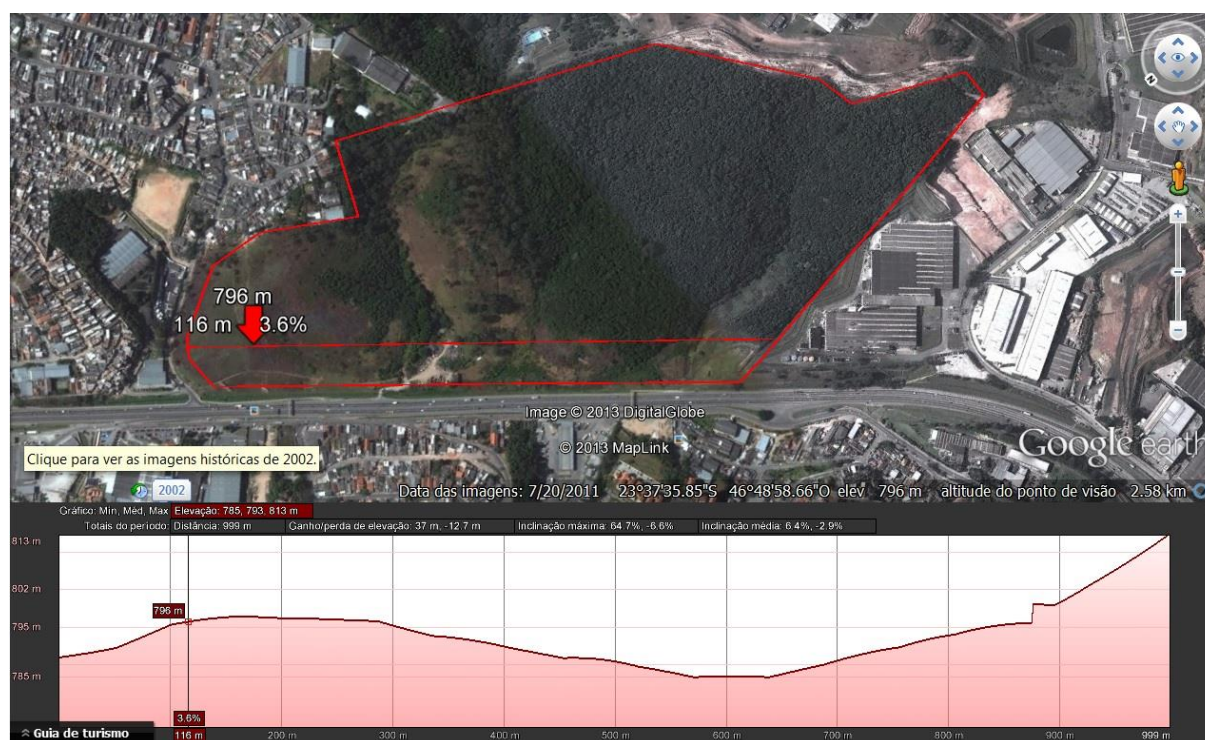 N
796 m
116 m 3.6%
Image © 2013 DigitalGlobe
© 2013 MapLink
Google earth
Clique para ver as imagens históricas de 2002.
2002
Data das imagens: 7/20/2011 23°37'35.85"S 46°48'58.66"O elev 796 m altitude do ponto de visão 2.58 km
Gráfico: Min, Méd, Max Elevação: 785, 793, 813 m
Totais do período: Distância: 999 m Ganho/perda de elevação: 37 m, -12.7 m Inclinação máxima: 64.7%, -6.6% Inclinação média: 6.4%, -2.9%
813 m
802 m
796 m
795 m
785 m
3.6%
Guia de turismo 116 m 200 m 300 m 400 m 500 m 600 m 700 m 800 m 900 m 999 m